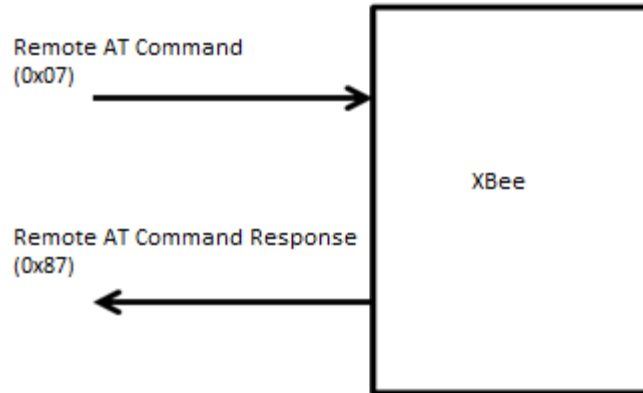 Remote AT Command
(0x07)
XBee
Remote AT Command Response
(0x87)